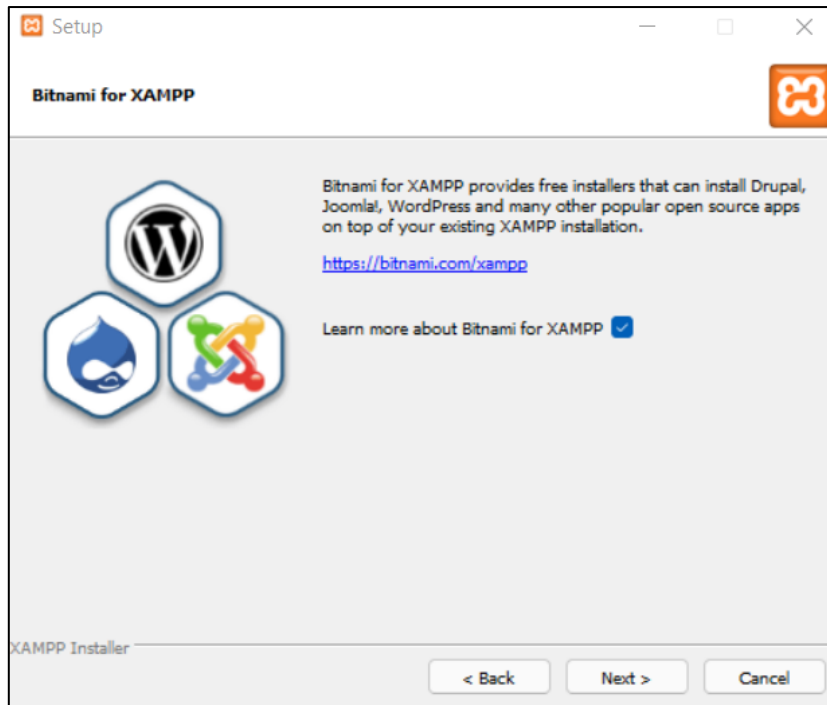 Setup
Bitnami for XAMPP
Bitnami for XAMPP provides free installers that can install Drupal,
Joomla!, WordPress and many other popular open source apps
on top of your existing XAMPP installation.
https://bitnami.com/xampp
Learn more about Bitnami for XAMPP
XAMPP Installer
< Back
Next >
Cancel